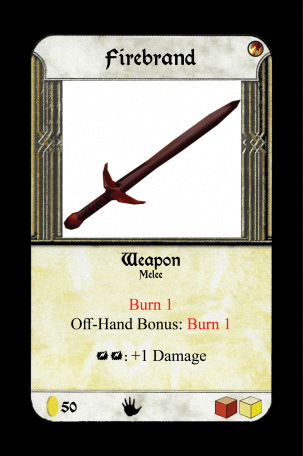 Firebrand
Weapon
Melee
Burn 1
Off-Hand Bonus: Burn 1
: +1 Damage
50